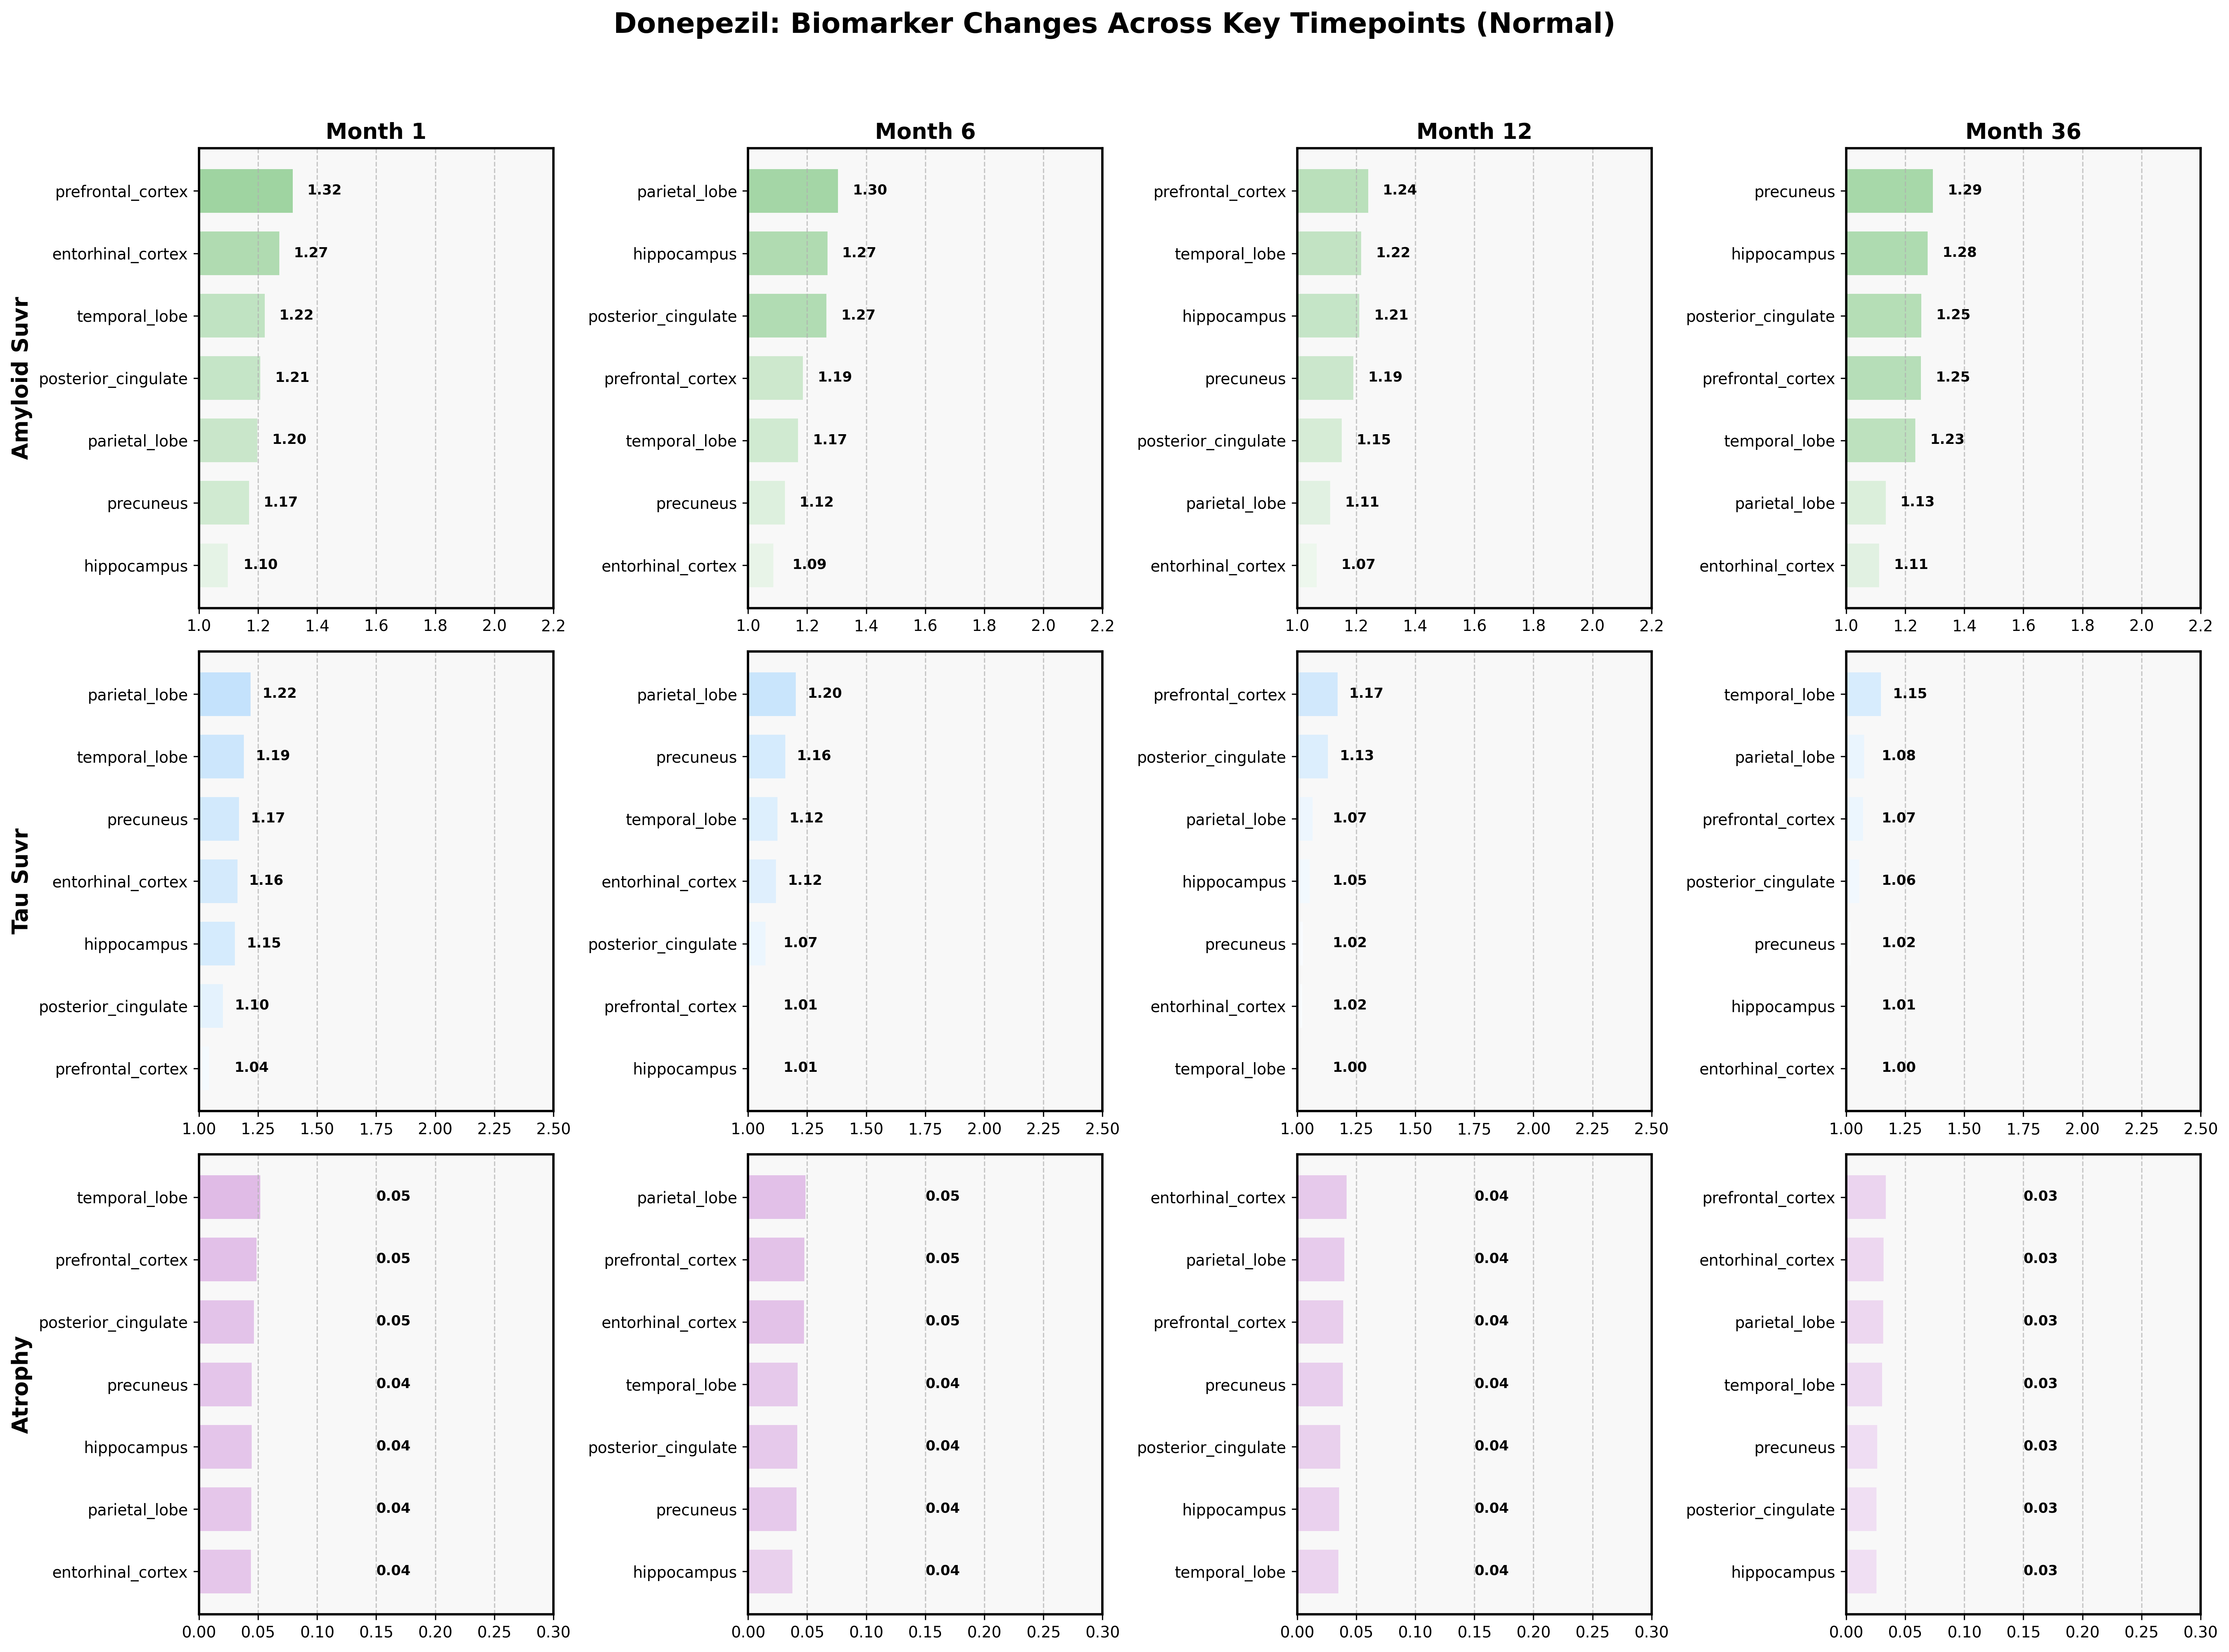 Donepezil: Biomarker Changes Across Key Timepoints (Normal)
Month 1
Month 6
Month 12
Month 36
Amyloid Suvr
prefrontal_cortex 1.32
entorhinal_cortex 1.27
temporal_lobe 1.22
posterior_cingulate 1.21
parietal_lobe 1.20
precuneus 1.17
hippocampus 1.10
1.0 1.2 1.4 1.6 1.8 2.0 2.2
parietal_lobe 1.30
hippocampus 1.27
posterior_cingulate 1.27
prefrontal_cortex 1.19
temporal_lobe 1.17
precuneus 1.12
entorhinal_cortex 1.09
1.0 1.2 1.4 1.6 1.8 2.0 2.2
prefrontal_cortex 1.24
temporal_lobe 1.22
hippocampus 1.21
precuneus 1.19
posterior_cingulate 1.15
parietal_lobe 1.11
entorhinal_cortex 1.07
1.0 1.2 1.4 1.6 1.8 2.0 2.2
precuneus 1.29
hippocampus 1.28
posterior_cingulate 1.25
prefrontal_cortex 1.25
temporal_lobe 1.23
parietal_lobe 1.13
entorhinal_cortex 1.11
1.0 1.2 1.4 1.6 1.8 2.0 2.2
Tau Suvr
parietal_lobe 1.22
temporal_lobe 1.19
precuneus 1.17
entorhinal_cortex 1.16
hippocampus 1.15
posterior_cingulate 1.10
prefrontal_cortex 1.04
1.00 1.25 1.50 1.75 2.00 2.25 2.50
parietal_lobe 1.20
precuneus 1.16
temporal_lobe 1.12
entorhinal_cortex 1.12
posterior_cingulate 1.07
prefrontal_cortex 1.01
hippocampus 1.01
1.00 1.25 1.50 1.75 2.00 2.25 2.50
prefrontal_cortex 1.17
posterior_cingulate 1.13
parietal_lobe 1.07
hippocampus 1.05
precuneus 1.02
entorhinal_cortex 1.02
temporal_lobe 1.00
1.00 1.25 1.50 1.75 2.00 2.25 2.50
temporal_lobe 1.15
parietal_lobe 1.08
prefrontal_cortex 1.07
posterior_cingulate 1.06
precuneus 1.02
hippocampus 1.01
entorhinal_cortex 1.00
1.00 1.25 1.50 1.75 2.00 2.25 2.50
Atrophy
temporal_lobe 0.05
prefrontal_cortex 0.05
posterior_cingulate 0.05
precuneus 0.04
hippocampus 0.04
parietal_lobe 0.04
entorhinal_cortex 0.04
0.00 0.05 0.10 0.15 0.20 0.25 0.30
parietal_lobe 0.05
prefrontal_cortex 0.05
entorhinal_cortex 0.05
temporal_lobe 0.04
posterior_cingulate 0.04
precuneus 0.04
hippocampus 0.04
0.00 0.05 0.10 0.15 0.20 0.25 0.30
entorhinal_cortex 0.04
parietal_lobe 0.04
prefrontal_cortex 0.04
precuneus 0.04
posterior_cingulate 0.04
hippocampus 0.04
temporal_lobe 0.04
0.00 0.05 0.10 0.15 0.20 0.25 0.30
prefrontal_cortex 0.03
entorhinal_cortex 0.03
parietal_lobe 0.03
temporal_lobe 0.03
precuneus 0.03
posterior_cingulate 0.03
hippocampus 0.03
0.00 0.05 0.10 0.15 0.20 0.25 0.30